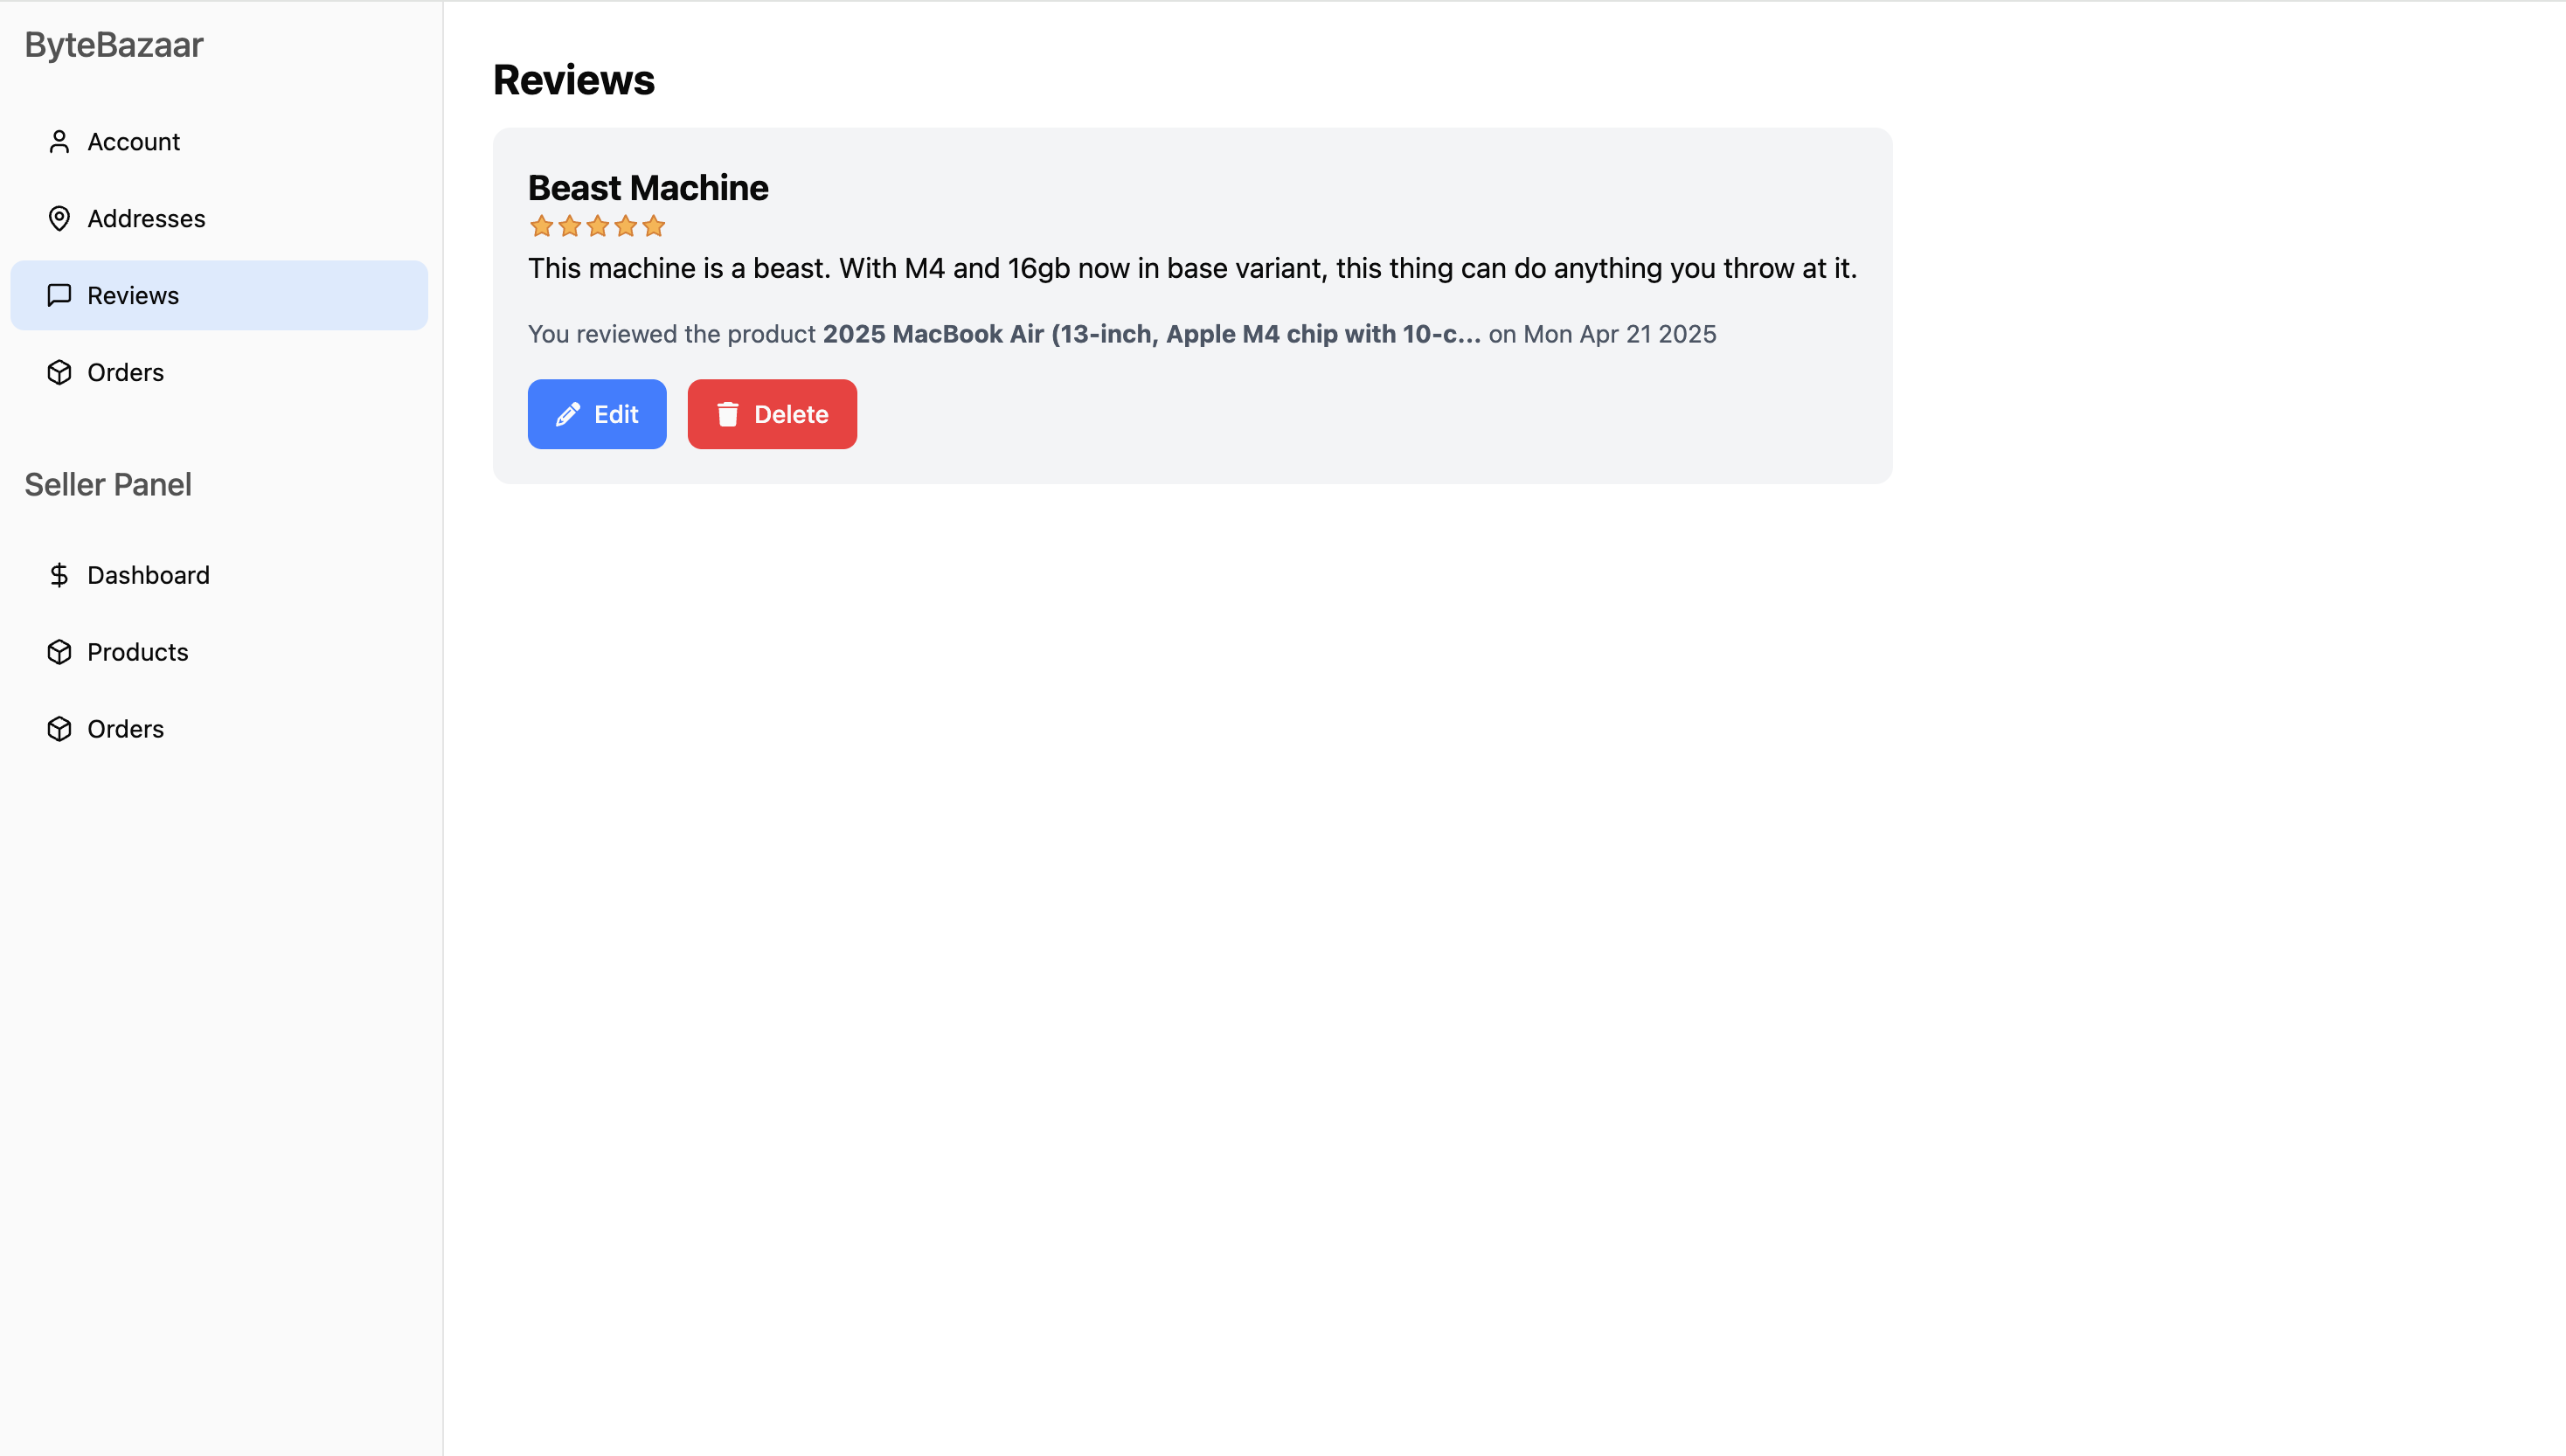 ByteBazaar
Account
Addresses
Reviews
Orders
Seller Panel
Dashboard
Products
Orders
Reviews
Beast Machine
This machine is a beast. With M4 and 16gb now in base variant, this thing can do anything you throw at it.
You reviewed the product 2025 MacBook Air (13-inch, Apple M4 chip with 10-c... on Mon Apr 21 2025
Edit
Delete